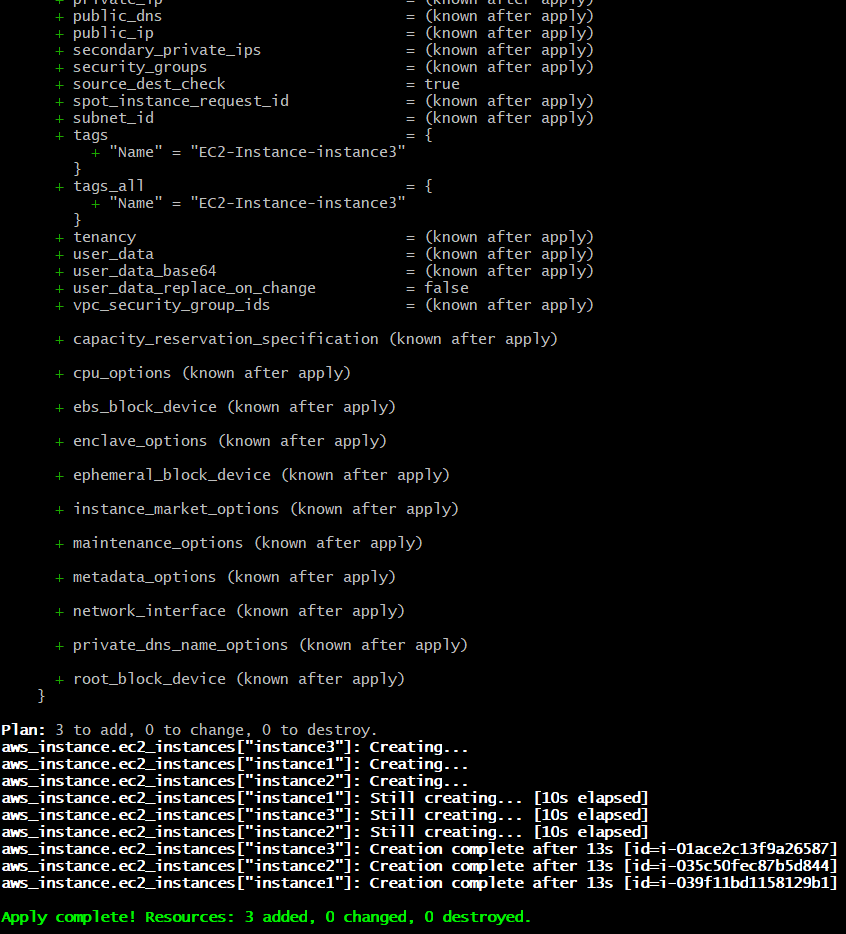 + private_ip = (known after apply)
+ public_dns = (known after apply)
+ public_ip = (known after apply)
+ secondary_private_ips = (known after apply)
+ security_groups = (known after apply)
+ source_dest_check = true
+ spot_instance_request_id = (known after apply)
+ subnet_id = (known after apply)
+ tags = {
+ "Name" = "EC2-Instance-instance3"
}
+ tags_all = {
+ "Name" = "EC2-Instance-instance3"
}
+ tenancy = (known after apply)
+ user_data = (known after apply)
+ user_data_base64 = (known after apply)
+ user_data_replace_on_change = false
+ vpc_security_group_ids = (known after apply)
+ capacity_reservation_specification (known after apply)
+ cpu_options (known after apply)
+ ebs_block_device (known after apply)
+ enclave_options (known after apply)
+ ephemeral_block_device (known after apply)
+ instance_market_options (known after apply)
+ maintenance_options (known after apply)
+ metadata_options (known after apply)
+ network_interface (known after apply)
+ private_dns_name_options (known after apply)
+ root_block_device (known after apply)
}
Plan: 3 to add, 0 to change, 0 to destroy.
aws_instance.ec2_instances["instance3"]: Creating...
aws_instance.ec2_instances["instance1"]: Creating...
aws_instance.ec2_instances["instance2"]: Creating...
aws_instance.ec2_instances["instance1"]: Still creating... [10s elapsed]
aws_instance.ec2_instances["instance3"]: Still creating... [10s elapsed]
aws_instance.ec2_instances["instance2"]: Still creating... [10s elapsed]
aws_instance.ec2_instances["instance3"]: Creation complete after 13s [id=i-01ace2c13f9a26587]
aws_instance.ec2_instances["instance2"]: Creation complete after 13s [id=i-035c50fec87b5d844]
aws_instance.ec2_instances["instance1"]: Creation complete after 13s [id=i-039f11bd1158129b1]
Apply complete! Resources: 3 added, 0 changed, 0 destroyed.